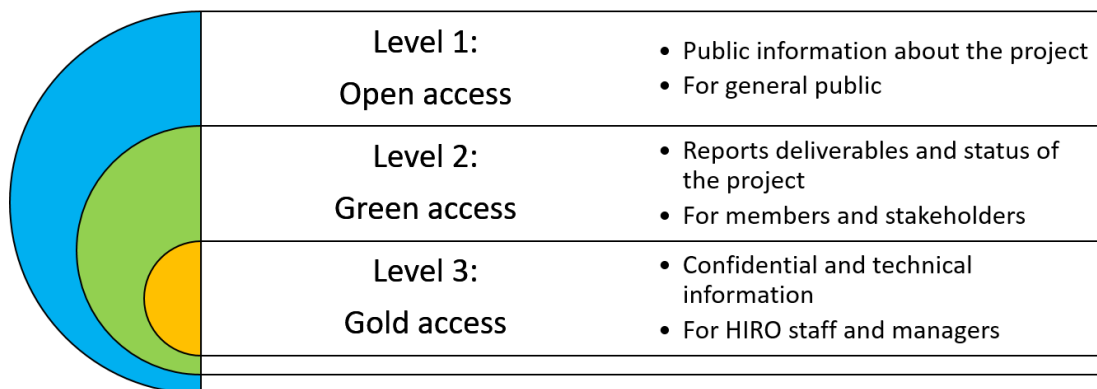 Level 1:
Open access
• Public information about the project
• For general public
Level 2:
Green access
• Reports deliverables and status of
the project
• For members and stakeholders
Level 3:
Gold access
• Confidential and technical
information
• For HIRO staff and managers